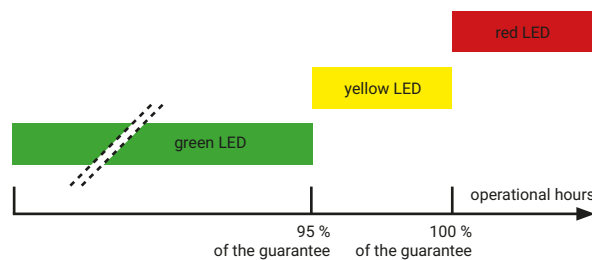 red LED
yellow LED
green LED
operational hours
95 %
of the guarantee
100 %
of the guarantee